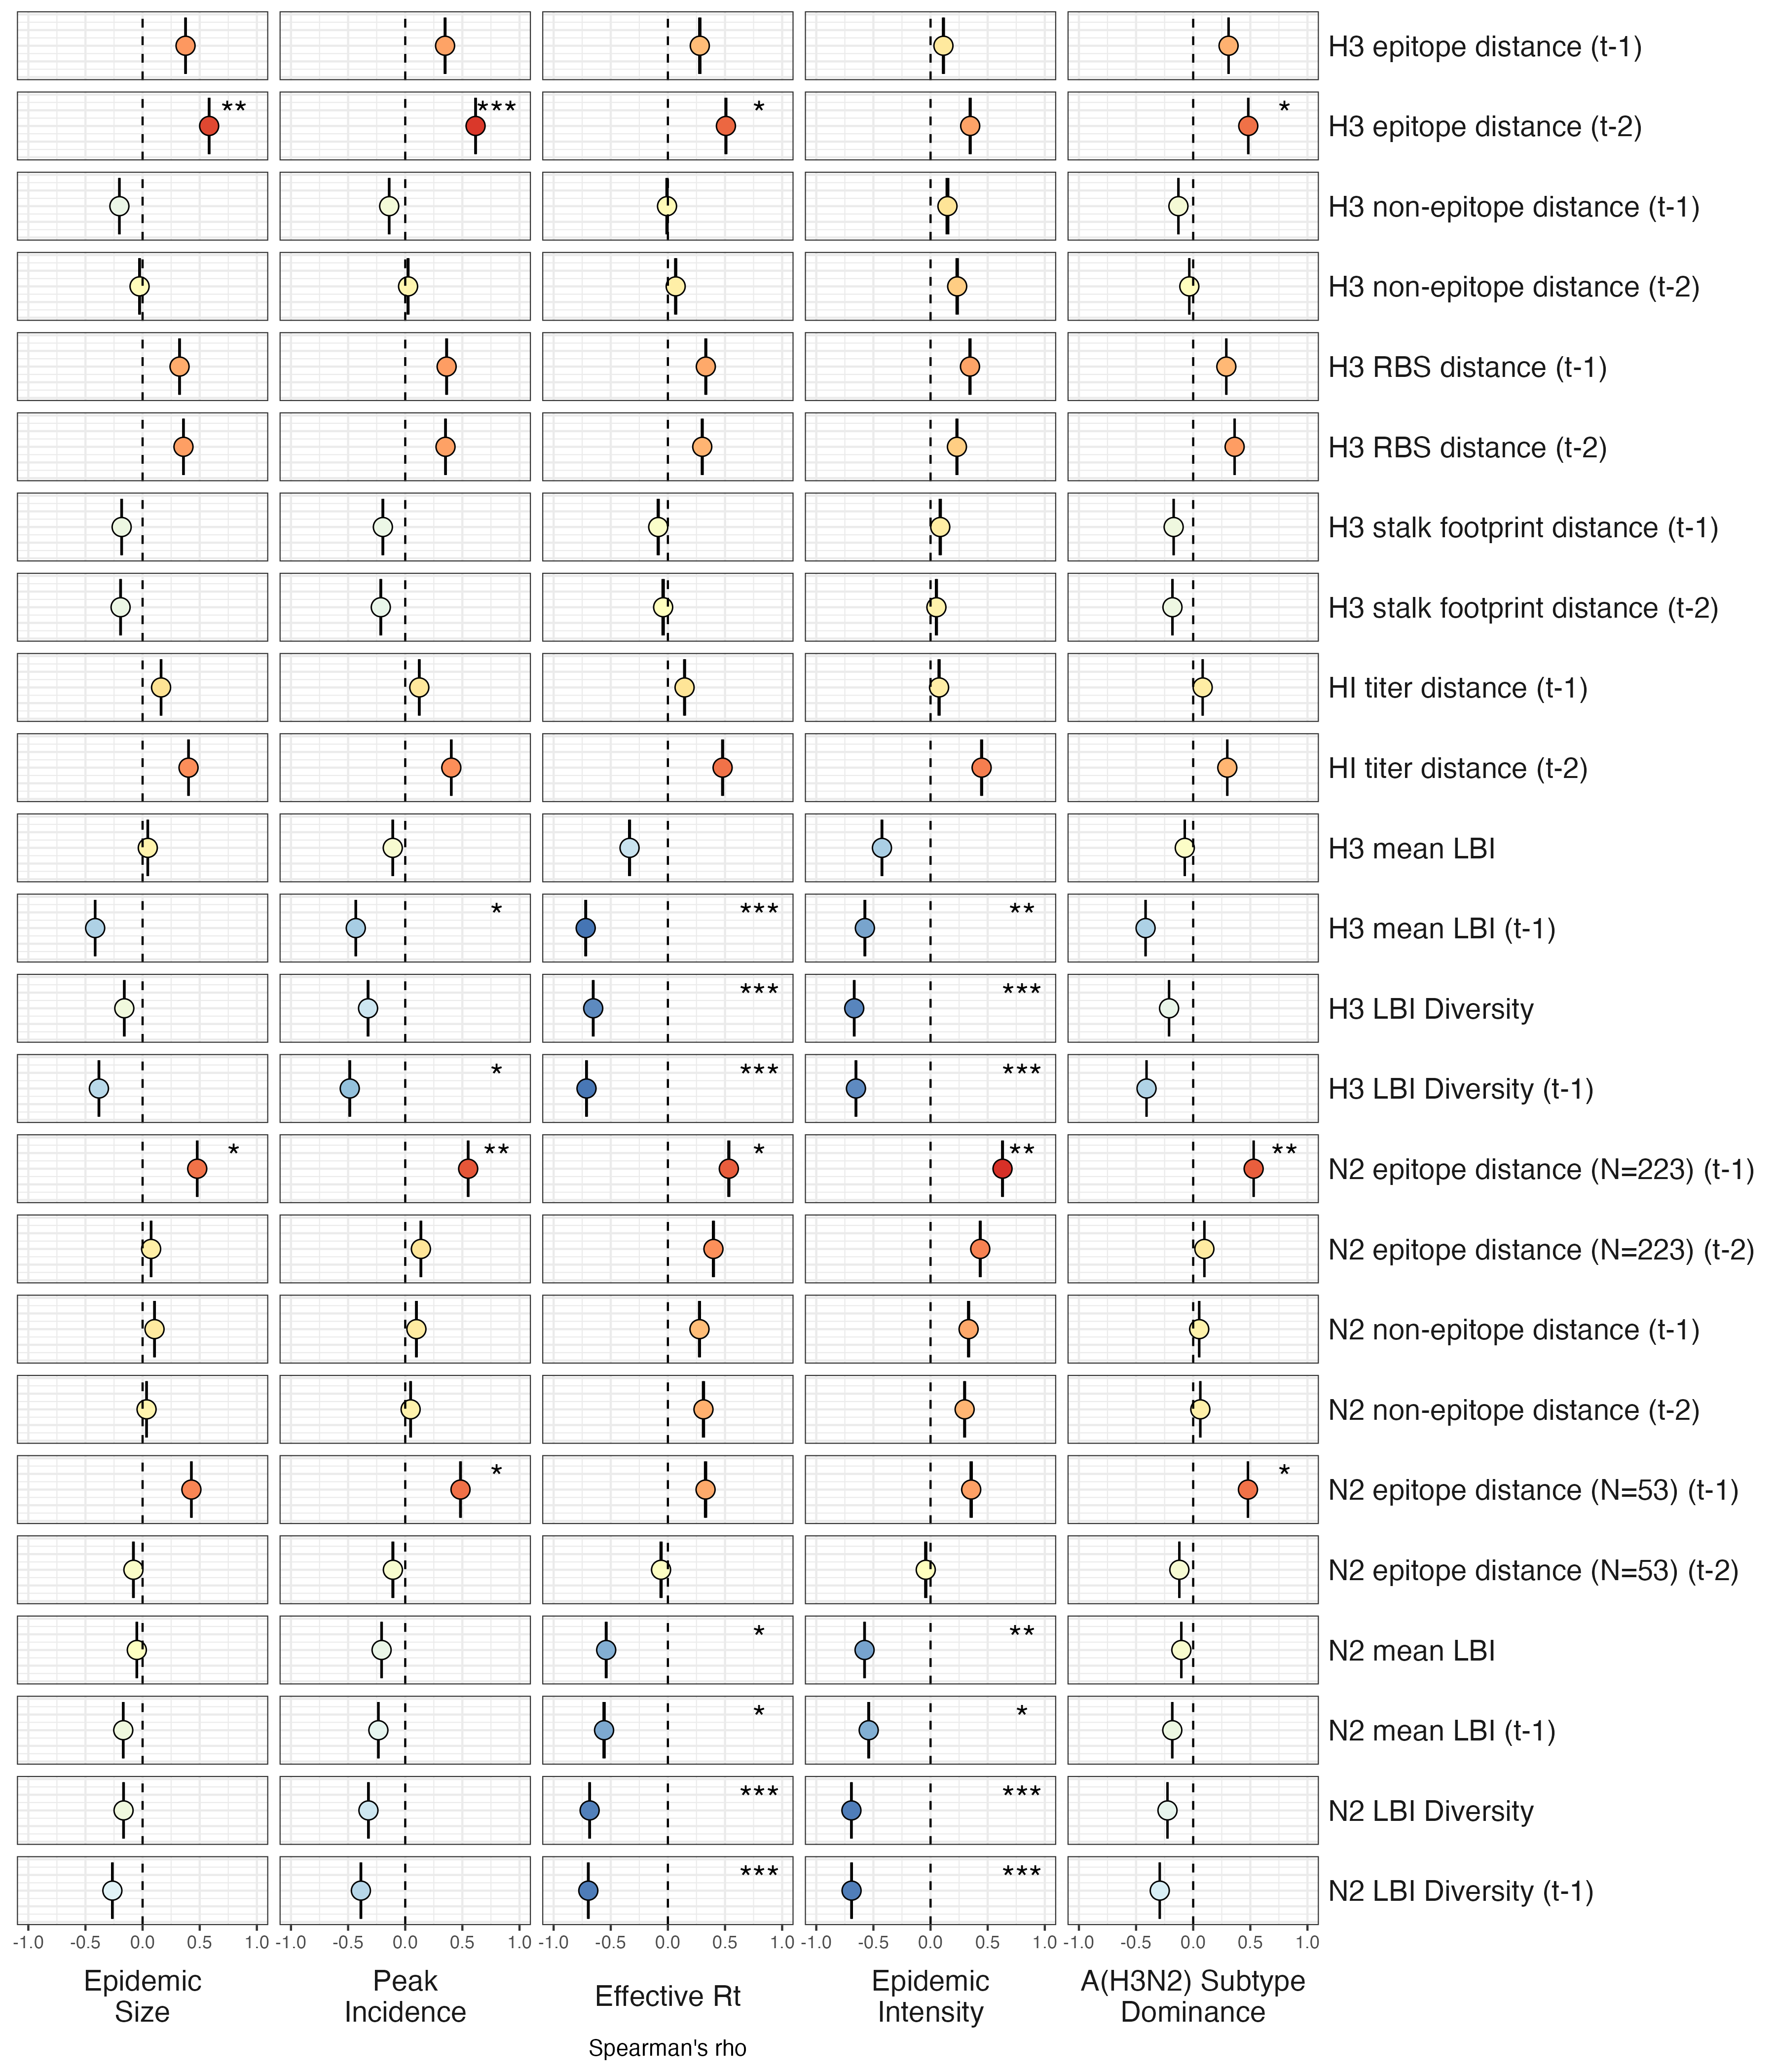 H3 epitope distance (t-1)
** *** * * H3 epitope distance (t-2)
H3 non-epitope distance (t-1)
H3 non-epitope distance (t-2)
H3 RBS distance (t-1)
H3 RBS distance (t-2)
H3 stalk footprint distance (t-1)
H3 stalk footprint distance (t-2)
HI titer distance (t-1)
HI titer distance (t-2)
H3 mean LBI
* *** ** H3 mean LBI (t-1)
*** *** H3 LBI Diversity
* *** *** H3 LBI Diversity (t-1)
* ** * ** ** N2 epitope distance (N=223) (t-1)
N2 epitope distance (N=223) (t-2)
N2 non-epitope distance (t-1)
N2 non-epitope distance (t-2)
* * N2 epitope distance (N=53) (t-1)
N2 epitope distance (N=53) (t-2)
* ** N2 mean LBI
* * N2 mean LBI (t-1)
*** *** N2 LBI Diversity
*** *** N2 LBI Diversity (t-1)
-1.0 -0.5 0.0 0.5 1.0 -1.0 -0.5 0.0 0.5 1.0 -1.0 -0.5 0.0 0.5 1.0 -1.0 -0.5 0.0 0.5 1.0 -1.0 -0.5 0.0 0.5 1.0
Epidemic
Size
Peak
Incidence
Effective Rt
Epidemic
Intensity
A(H3N2) Subtype
Dominance
Spearman's rho